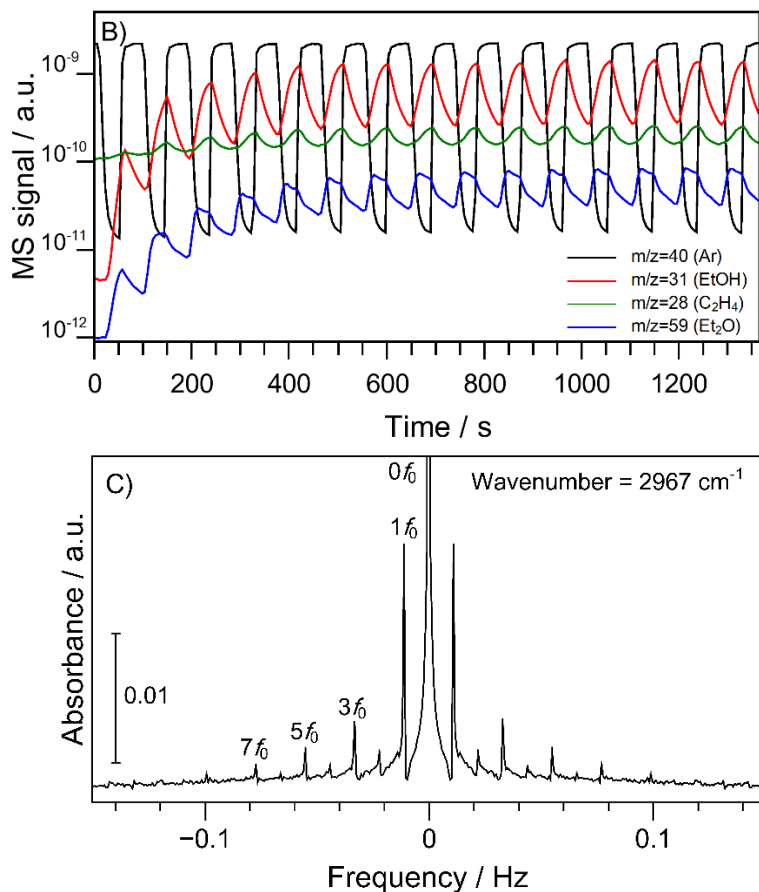 B)
MS signal / a.u.
10⁻⁹
10⁻¹⁰
10⁻¹¹
10⁻¹²
m/z=40 (Ar)
m/z=31 (EtOH)
m/z=28 (C₂H₄)
m/z=59 (Et₂O)
0 200 400 600 800 1000 1200
Time / s
C)
0f₀
Wavenumber = 2967 cm⁻¹
1f₀
Absorbance / a.u.
0.01
3f₀
5f₀
7f₀
−0.1 0 0.1
Frequency / Hz